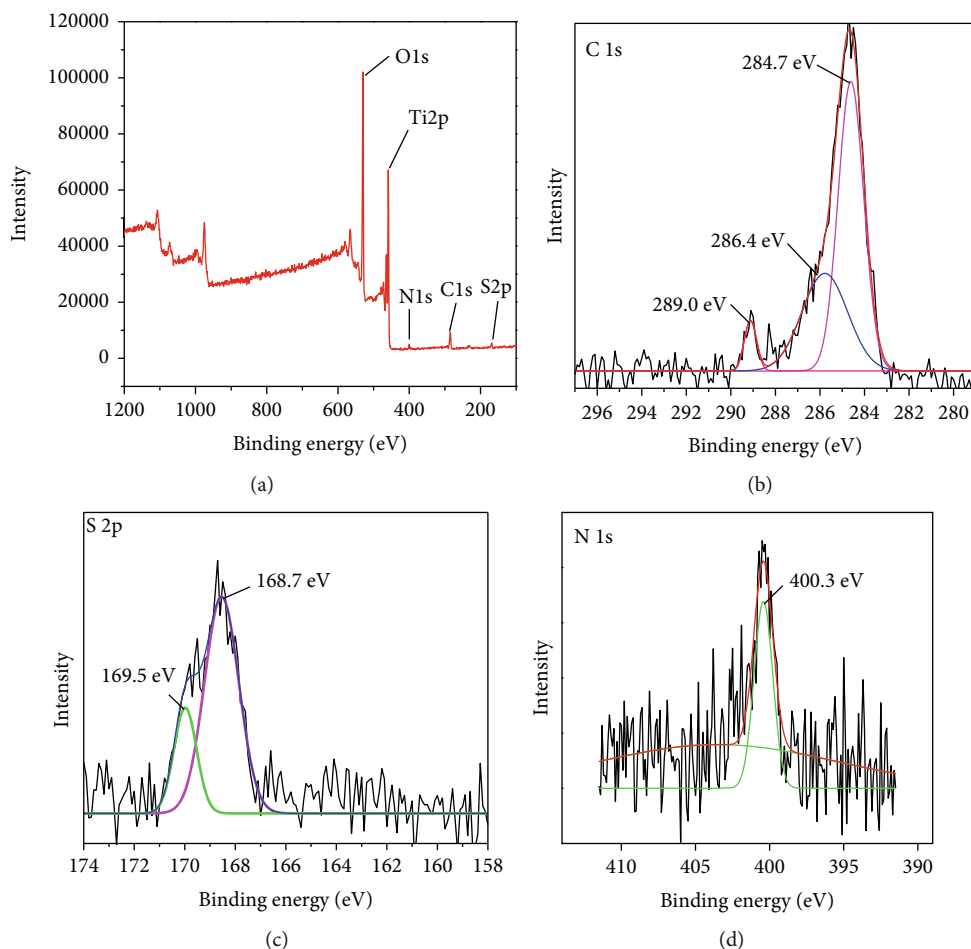 120000
100000
80000
60000
40000
20000
0
Intensity
O1s
Ti2p
N1s
C1s
S2p
1200 1000 800 600 400 200
Binding energy (eV)
(a)
C 1s
284.7 eV
286.4 eV
289.0 eV
Intensity
296 294 292 290 288 286 284 282 280
Binding energy (eV)
(b)
S 2p
168.7 eV
169.5 eV
Intensity
174 172 170 168 166 164 162 160 158
Binding energy (eV)
(c)
N 1s
400.3 eV
Intensity
410 405 400 395 390
Binding energy (eV)
(d)